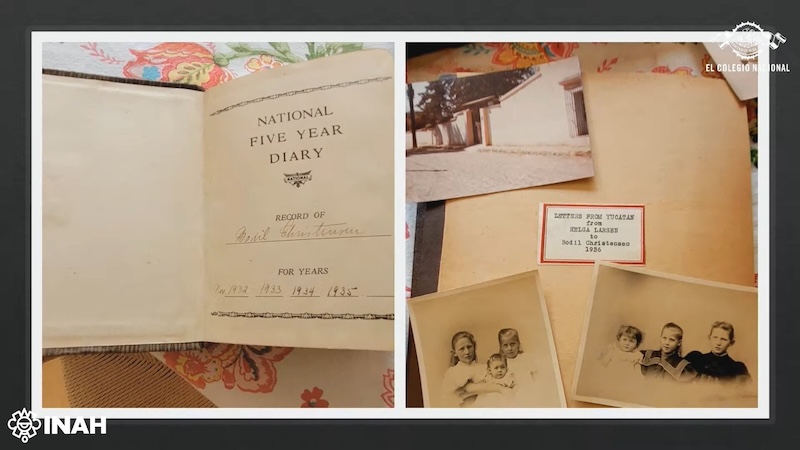 EL COLEGIO NACIONAL
NATIONAL
FIVE YEAR
DIARY
NATIONAL
RECORD OF
Bodil Christensen
FOR YEARS
1932 1933 1934 1935
LETTERS FROM YUCATAN
from
HELGA LARSEN
to
Bodil Christensen
1936
INAH